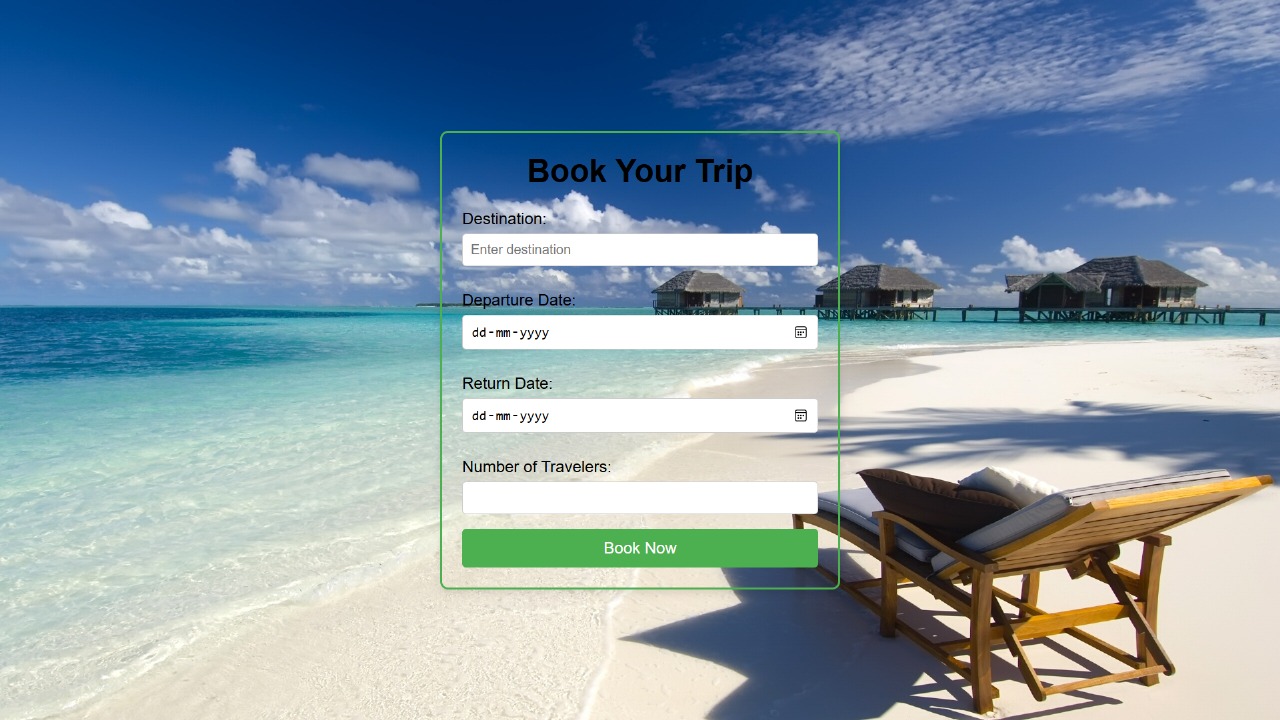 Book Your Trip
Destination:
Enter destination
Departure Date:
dd-mm-yyyy
Return Date:
dd-mm-yyyy
Number of Travelers:
Book Now